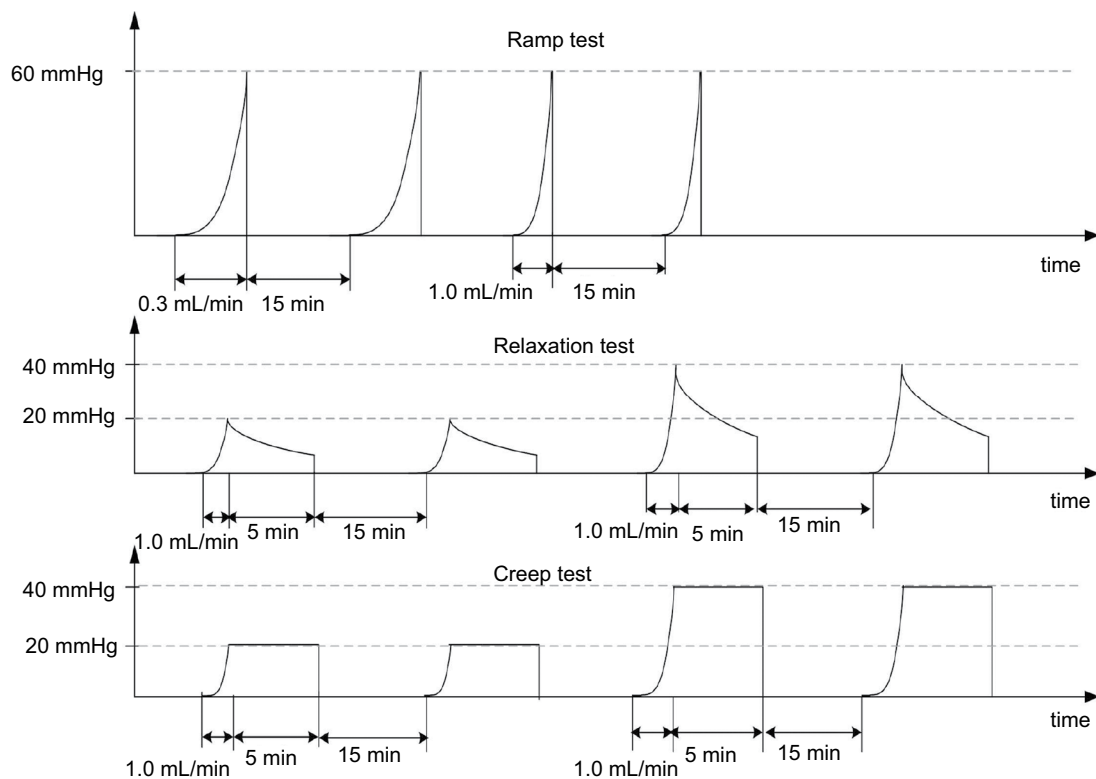 Ramp test
60 mmHg
time
0.3 mL/min 15 min 1.0 mL/min 15 min
Relaxation test
40 mmHg
20 mmHg
time
5 min 15 min 5 min 15 min
1.0 mL/min 1.0 mL/min
Creep test
40 mmHg
20 mmHg
time
5 min 15 min 5 min 15 min
1.0 mL/min 1.0 mL/min